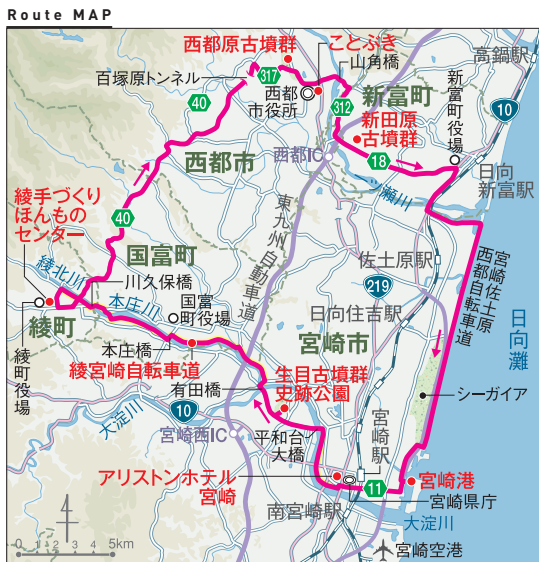 Route MAP
西都原古墳群
ことぶき
高鍋駅
百塚原トンネル
317
山角橋
新富町
新富町役場
10
40
西都
市役所
312
新田原
古墳群
西都市
西都IC
18
日向
新富駅
一ツ瀬川
綾手づくり
ほんもの
センター
40
国富町
東九州自動車道
佐土原駅
宮崎佐土原
西都自転車道
綾北川
川久保橋
本庄川
国富
町役場
219
日向灘
綾町
日向住吉駅
綾町役場
本庄橋
宮崎市
綾宮崎自転車道
生目古墳群
史跡公園
有田橋
シーガイア
大淀川
10
宮崎西IC
平和台
大橋
宮崎駅
アリストンホテル
宮崎
宮崎港
11
宮崎県庁
南宮崎駅
大淀川
0 1 2 3 4 5km
宮崎空港